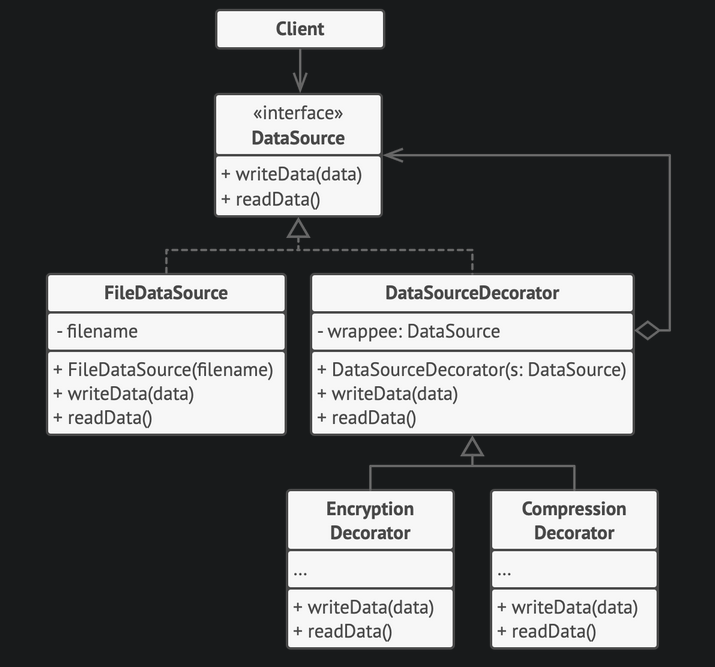 Client
«interface»
DataSource
+ writeData(data)
+ readData()
FileDataSource
- filename
+ FileDataSource(filename)
+ writeData(data)
+ readData()
DataSourceDecorator
- wrappee: DataSource
+ DataSourceDecorator(s: DataSource)
+ writeData(data)
+ readData()
Encryption
Decorator
...
+ writeData(data)
+ readData()
Compression
Decorator
...
+ writeData(data)
+ readData()